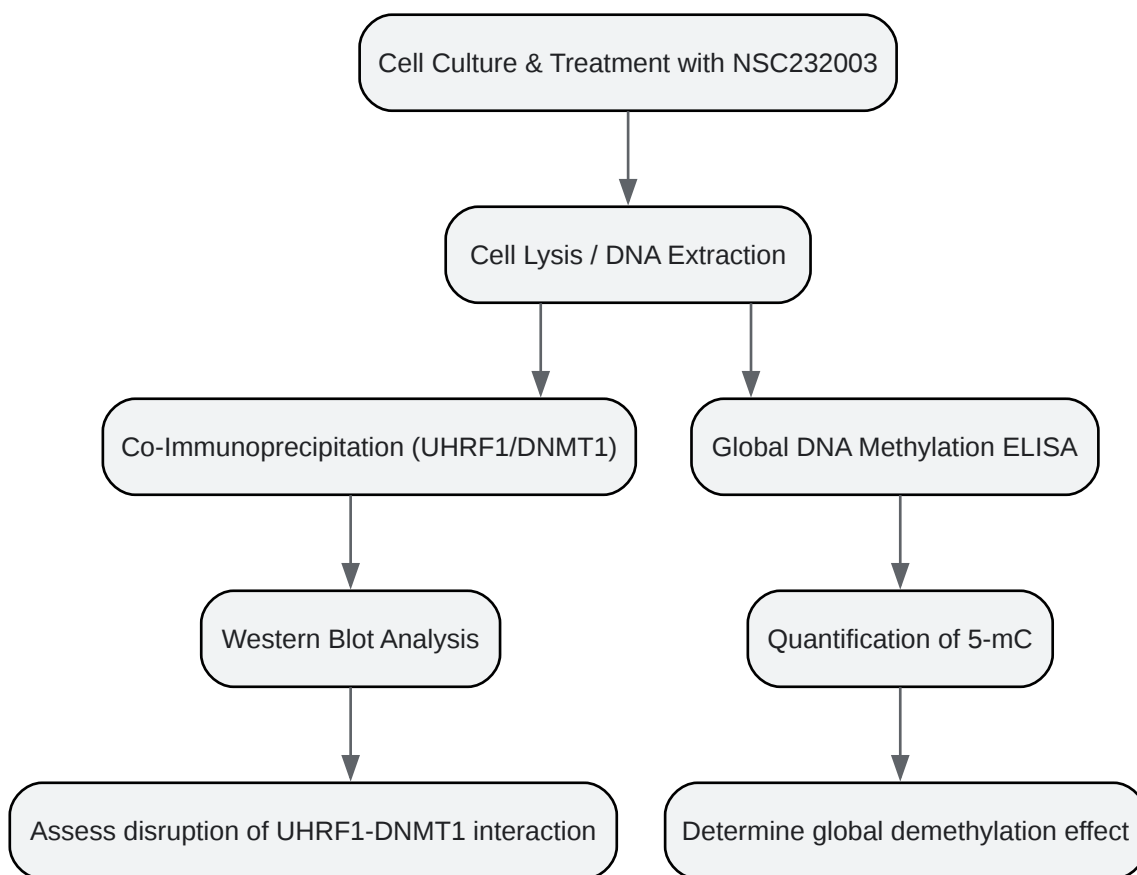 Cell Culture & Treatment with NSC232003
Cell Lysis / DNA Extraction
Co-Immunoprecipitation (UHRF1/DNMT1)
Global DNA Methylation ELISA
Western Blot Analysis
Quantification of 5-mC
Assess disruption of UHRF1-DNMT1 interaction
Determine global demethylation effect